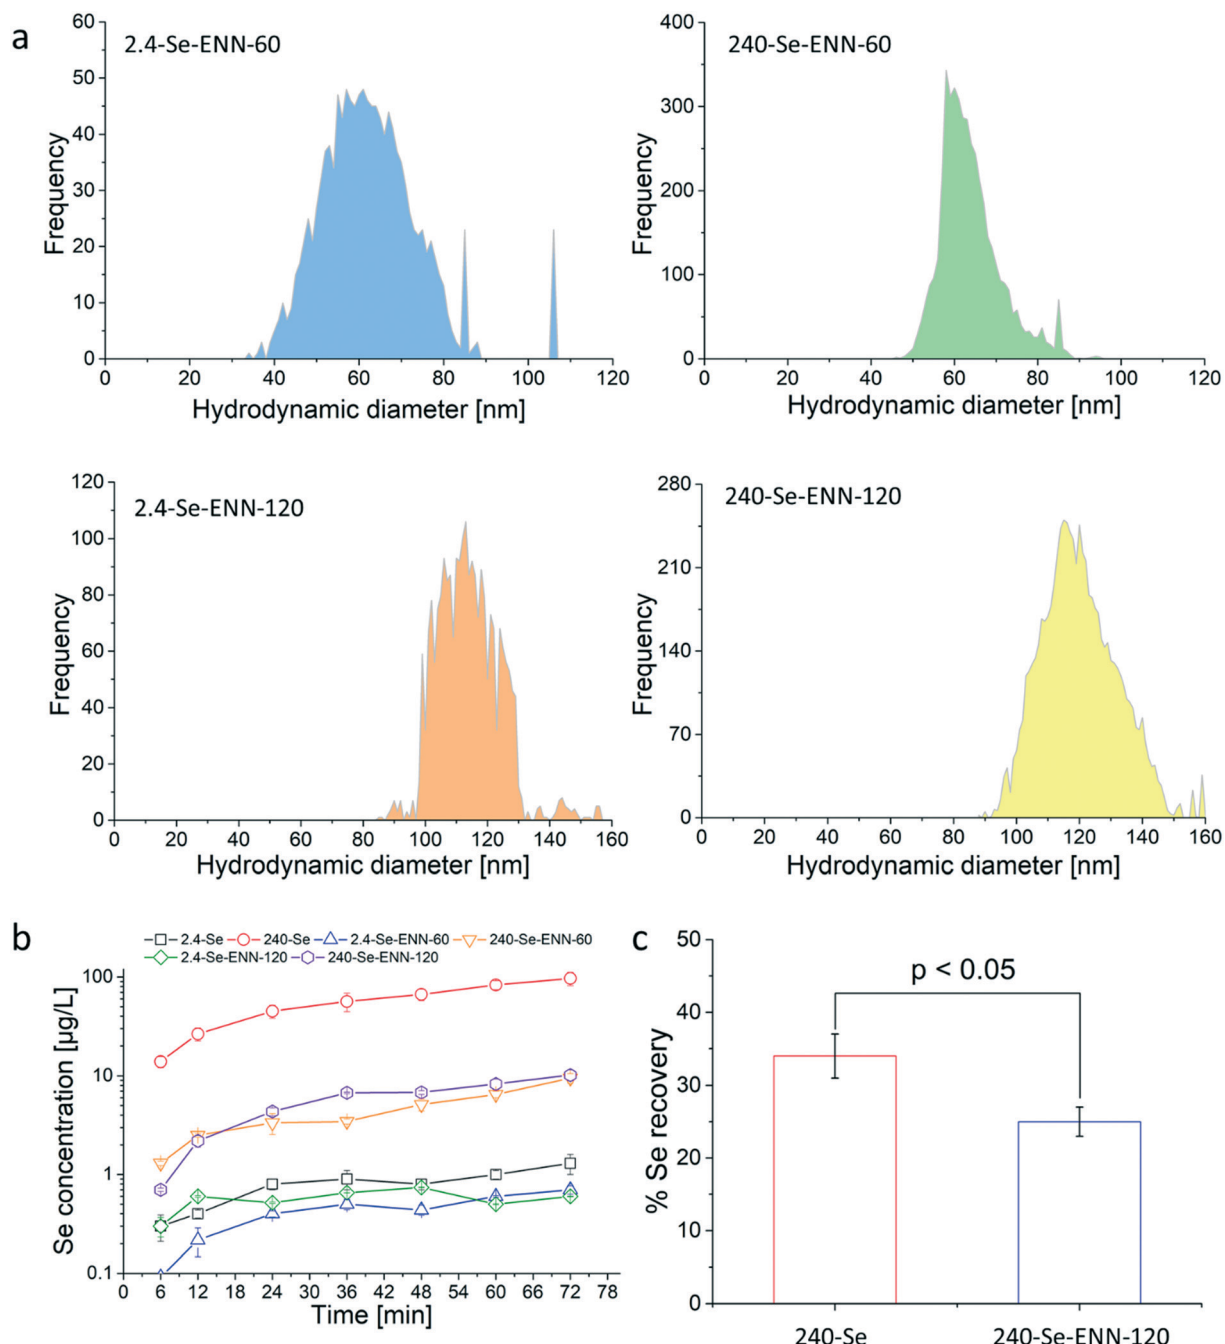 a
2.4-Se-ENN-60
60
50
40
30
20
10
0
Frequency
0 20 40 60 80 100 120
Hydrodynamic diameter [nm]
240-Se-ENN-60
400
300
200
100
0
Frequency
0 20 40 60 80 100 120
Hydrodynamic diameter [nm]
2.4-Se-ENN-120
120
100
80
60
40
20
0
Frequency
0 20 40 60 80 100 120 140 160
Hydrodynamic diameter [nm]
240-Se-ENN-120
280
210
140
70
0
Frequency
0 20 40 60 80 100 120 140 160
Hydrodynamic diameter [nm]
b
2.4-Se 240-Se 2.4-Se-ENN-60 240-Se-ENN-60
2.4-Se-ENN-120 240-Se-ENN-120
100
10
1
0.1
Se concentration [µg/L]
0 6 12 18 24 30 36 42 48 54 60 66 72 78
Time [min]
c
50
40
30
20
10
0
% Se recovery
p < 0.05
240-Se 240-Se-ENN-120